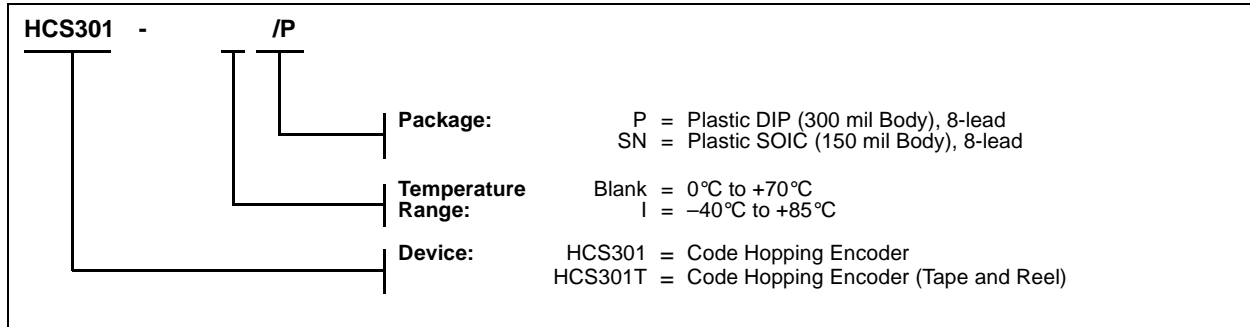 HCS301 - /P
Package: P = Plastic DIP (300 mil Body), 8-lead
SN = Plastic SOIC (150 mil Body), 8-lead
Temperature Blank = 0°C to +70°C
Range: I = –40°C to +85°C
Device: HCS301 = Code Hopping Encoder
HCS301T = Code Hopping Encoder (Tape and Reel)